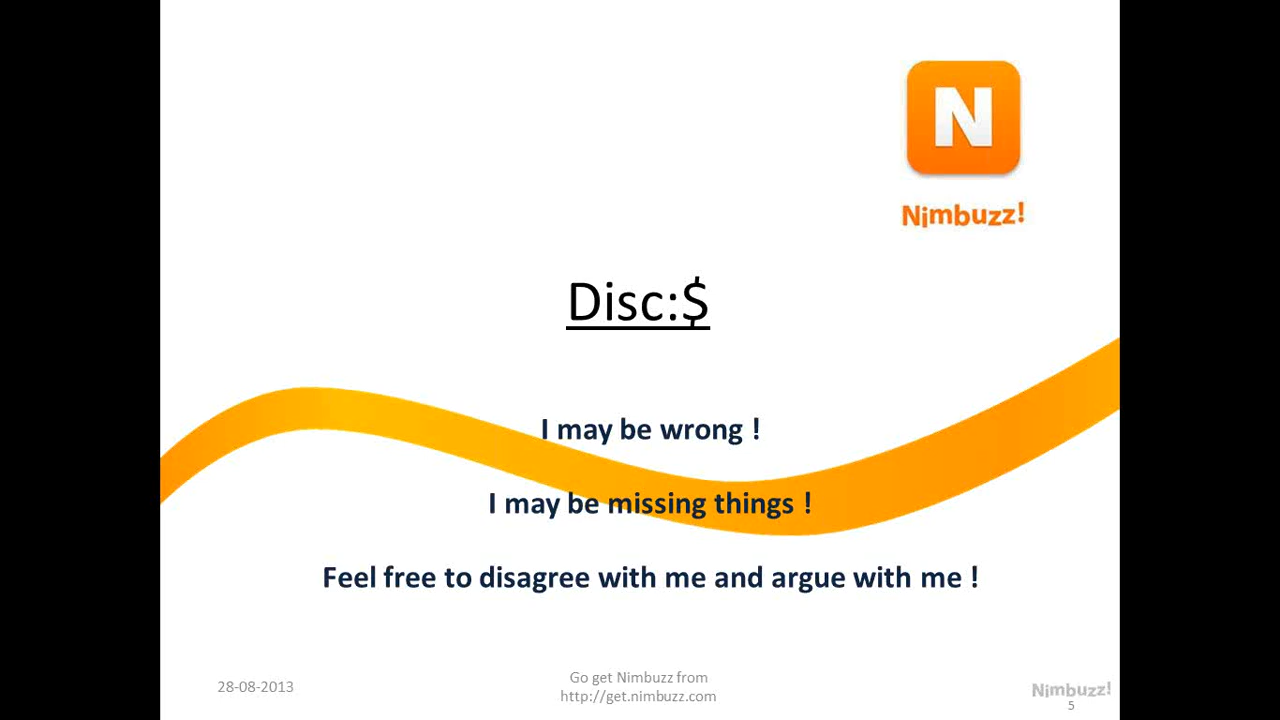 N
Nimbuzz!
Disc:$
I may be wrong !
I may be missing things !
Feel free to disagree with me and argue with me !
28-08-2013
Go get Nimbuzz from
http://get.nimbuzz.com
Nimbuzz!
5